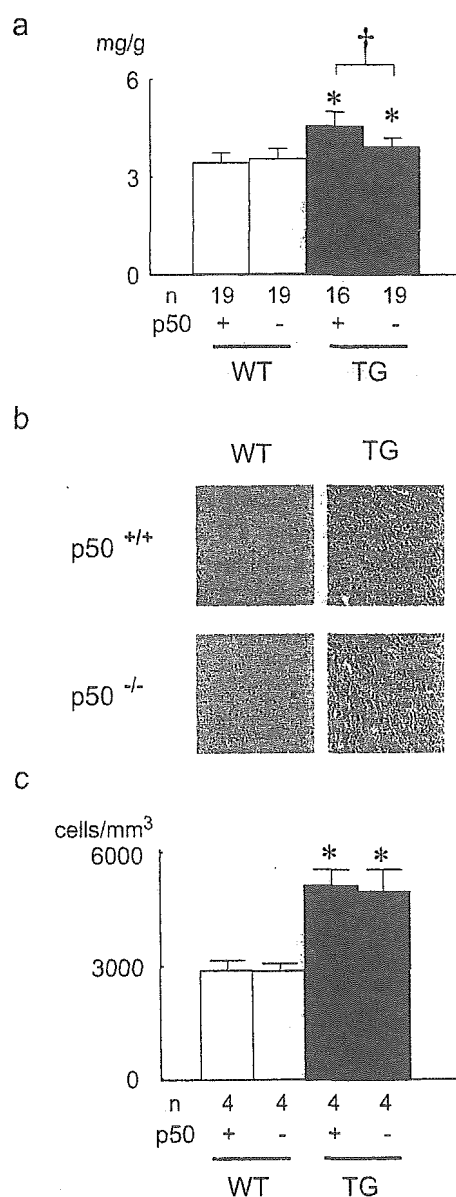 a
mg/g
†
* *
6
3
0
n 19 19 16 19
p50 + - + -
WT TG
b
WT TG
p50 +/+
p50 -/-
c
cells/mm3
* *
6000
3000
0
n 4 4 4 4
p50 + - + -
WT TG